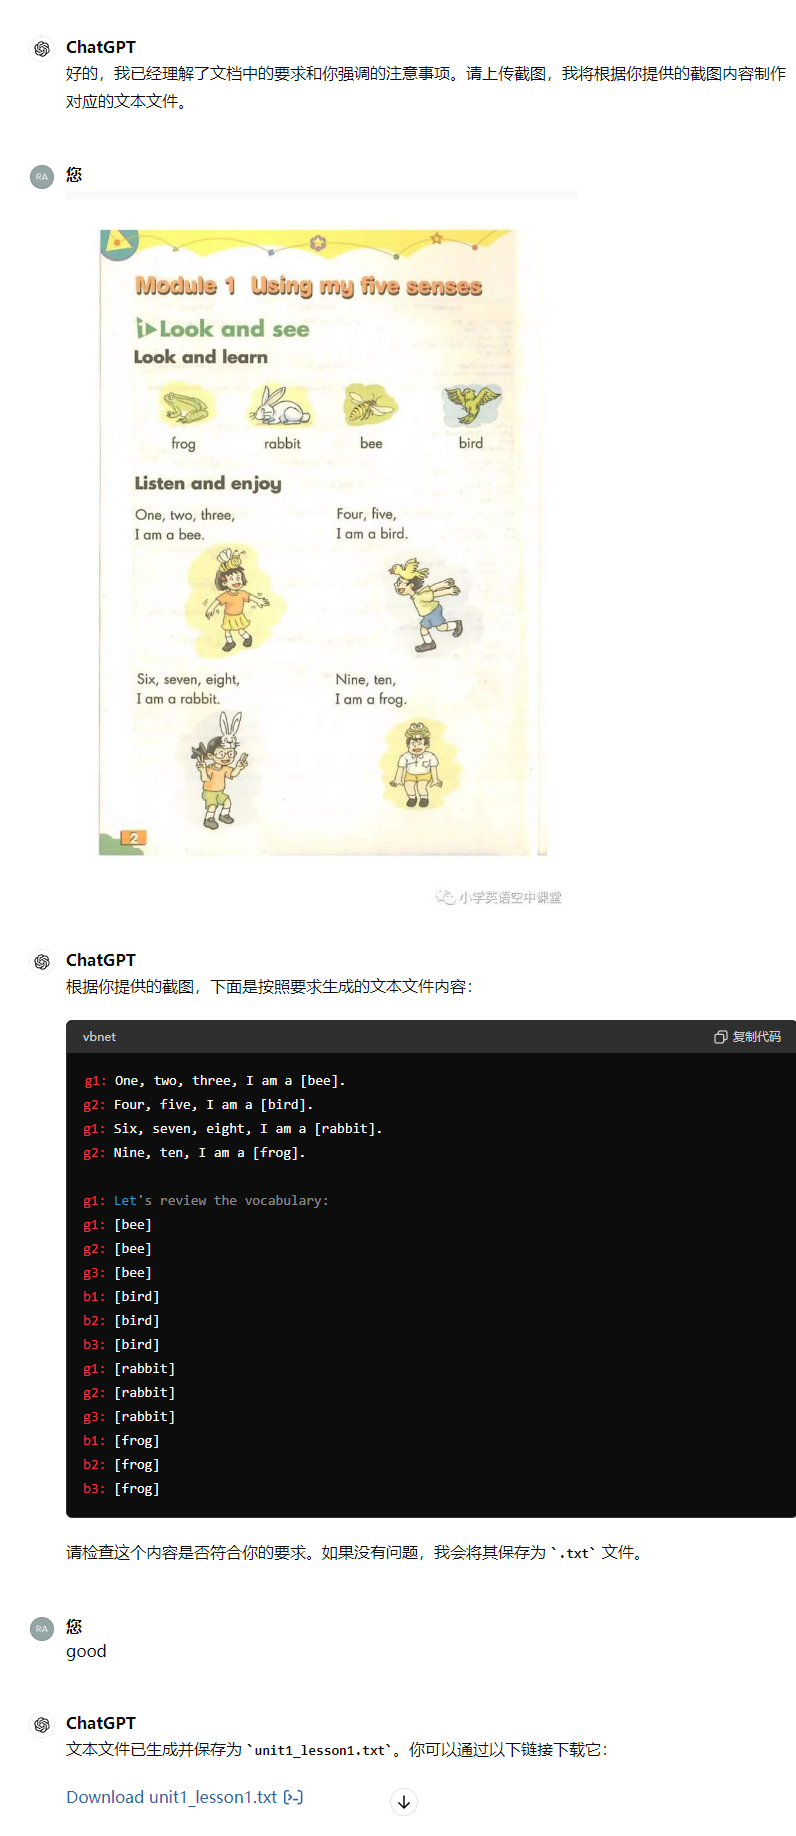 ChatGPT
好的，我已经理解了文档中的要求和你强调的注意事项。请上传截图，我将根据你提供的截图内容制作
对应的文本文件。
RA
您
Module 1 Using my five senses
Look and see
Look and learn
frog rabbit bee bird
Listen and enjoy
One, two, three,
I am a bee.
Four, five,
I am a bird.
Six, seven, eight,
I am a rabbit.
Nine, ten,
I am a frog.
2
小学英语空中课堂
ChatGPT
根据你提供的截图，下面是按照要求生成的文本文件内容：
vbnet 复制代码
g1: One, two, three, I am a [bee].
g2: Four, five, I am a [bird].
g1: Six, seven, eight, I am a [rabbit].
g2: Nine, ten, I am a [frog].
g1: Let's review the vocabulary:
g1: [bee]
g2: [bee]
g3: [bee]
b1: [bird]
b2: [bird]
b3: [bird]
g1: [rabbit]
g2: [rabbit]
g3: [rabbit]
b1: [frog]
b2: [frog]
b3: [frog]
请检查这个内容是否符合你的要求。如果没有问题，我会将其保存为 `.txt` 文件。
RA
您
good
ChatGPT
文本文件已生成并保存为 `unit1_lesson1.txt`。你可以通过以下链接下载它：
Download unit1_lesson1.txt [>-]